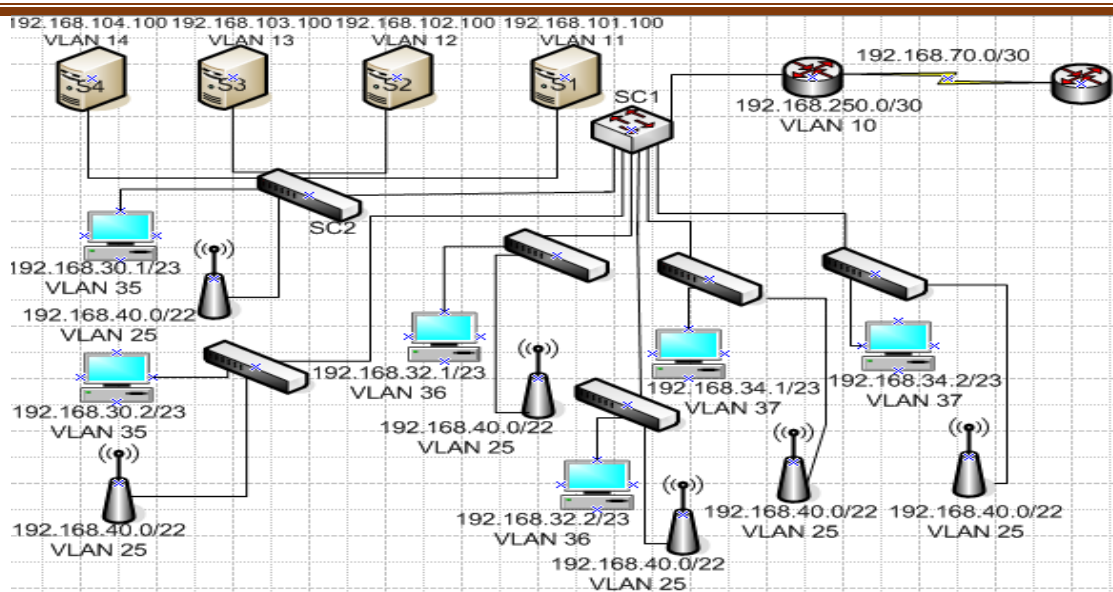 192.168.104.100 192.168.103.100 192.168.102.100 192.168.101.100
VLAN 14 VLAN 13 VLAN 12 VLAN 11
S4 S3 S2 S1
192.168.70.0/30
SC1
192.168.250.0/30
VLAN 10
SC2
192.168.30.1/23
VLAN 35
192.168.40.0/22
VLAN 25
192.168.32.1/23
VLAN 36
192.168.34.1/23
VLAN 37
192.168.34.2/23
VLAN 37
192.168.30.2/23
VLAN 35
192.168.40.0/22
VLAN 25
192.168.32.2/23
VLAN 36
192.168.40.0/22
VLAN 25
192.168.40.0/22
VLAN 25
192.168.40.0/22
VLAN 25
192.168.40.0/22
VLAN 25